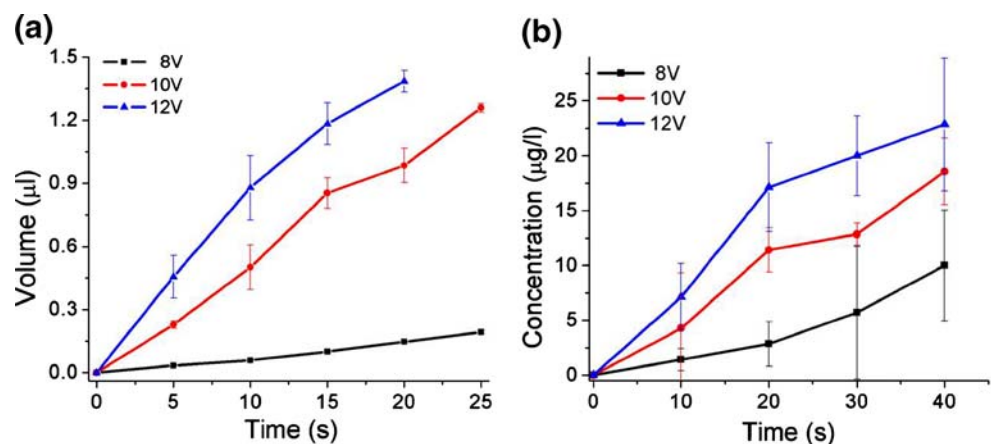 (a)
1.5
1.2
0.9
0.6
0.3
0.0
Volume (µl)
8V
10V
12V
0 5 10 15 20 25
Time (s)
(b)
25
20
15
10
5
0
Concentration (µg/l)
8V
10V
12V
0 10 20 30 40
Time (s)